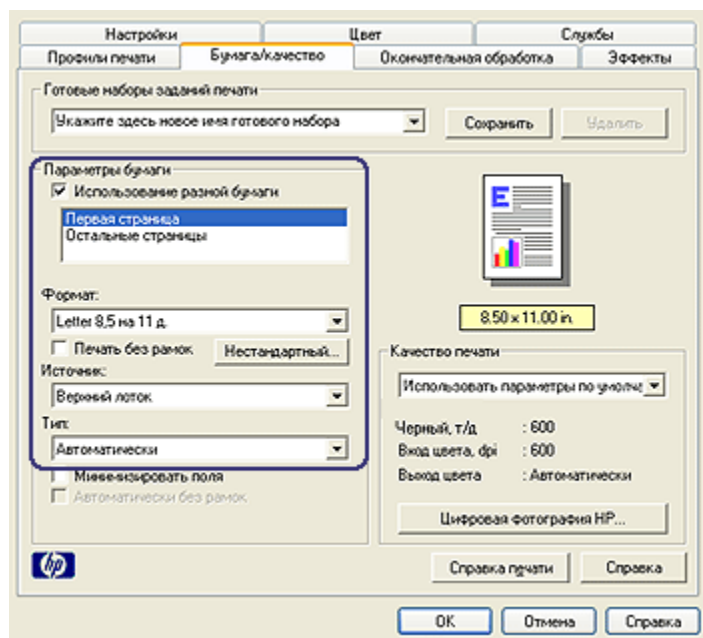 Настройки Цвет Службы
Профили печати Бумага/качество Окончательная обработка Эффекты
Готовые наборы заданий печати
Укажите здесь новое имя готового набора Сохранить Удалить
Параметры бумаги
Использование разной бумаги
Первая страница
Остальные страницы
Формат:
Letter 8,5 на 11 д.
Печать без рамок Нестандартный...
Источник:
Верхний лоток
Тип:
Автоматически
Минимизировать поля
Автоматически без рамок
E
8.50 x 11.00 in.
Качество печати
Использовать параметры по умолча
Черный, т/д : 600
Вход цвета, dpi : 600
Выход цвета : Автоматически
Цифровая фотография HP...
hp
Справка печати Справка
OK Отмена Справка